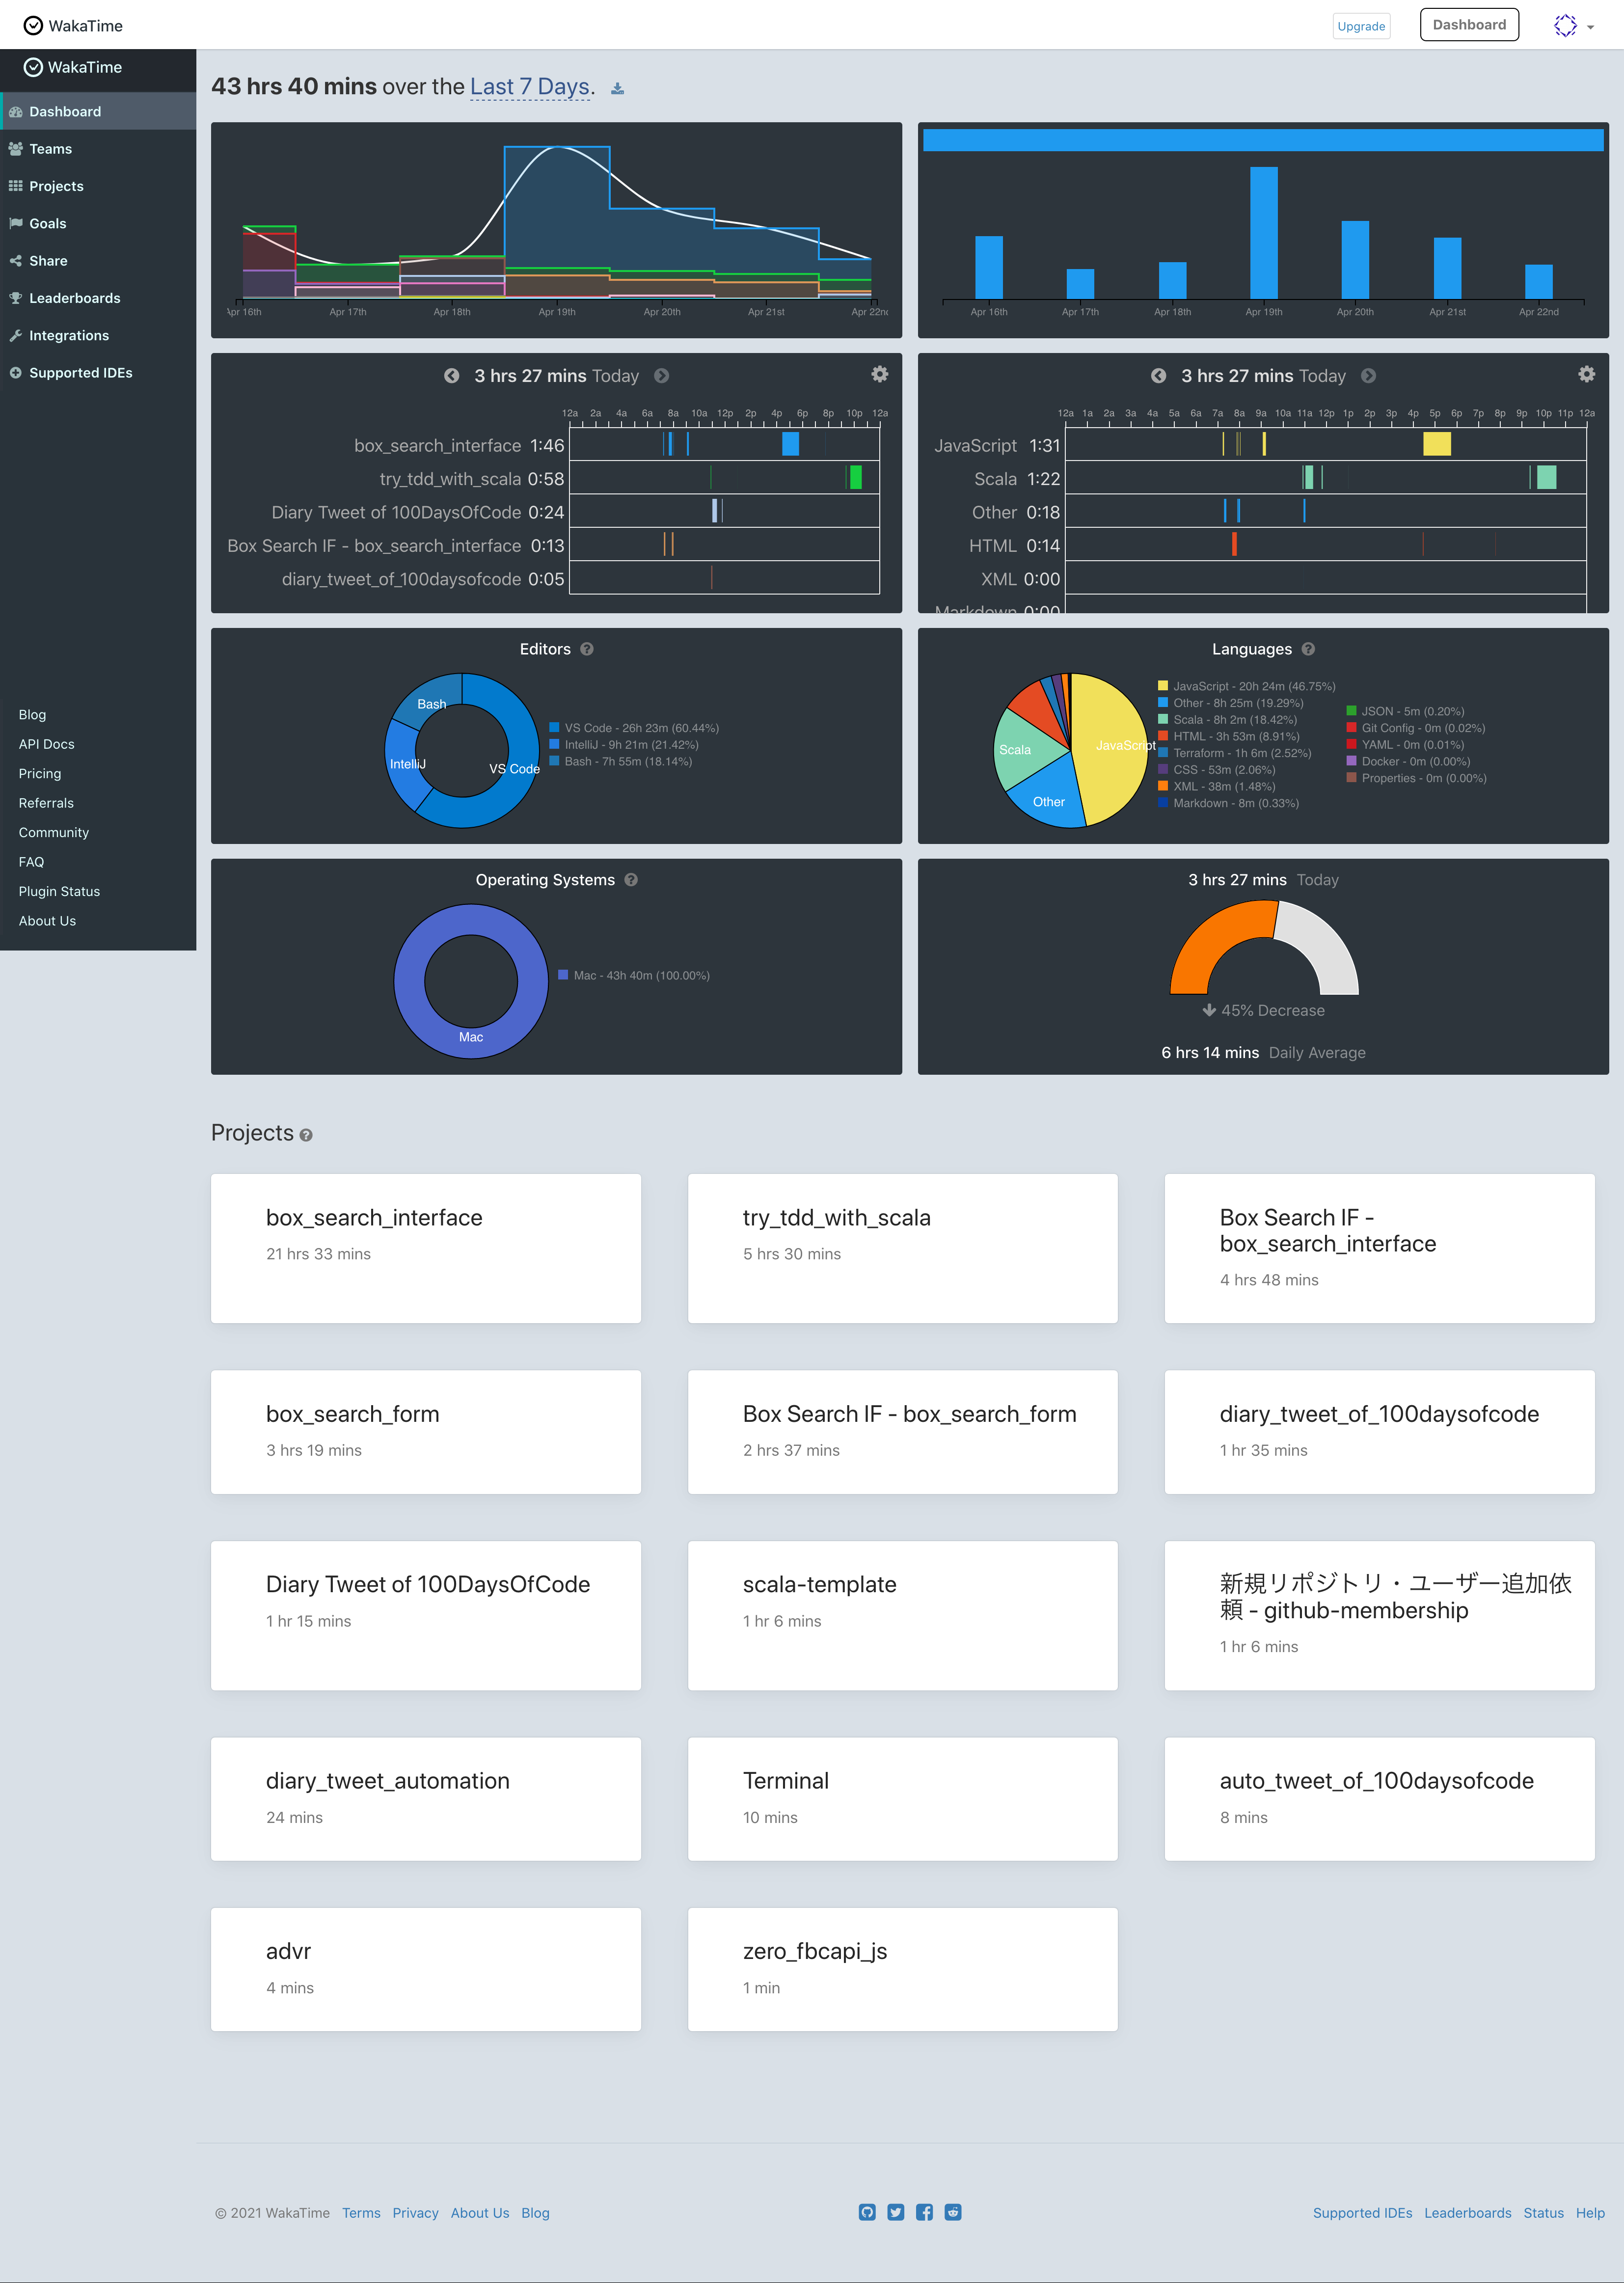 WakaTime
Upgrade
Dashboard
WakaTime
Dashboard
Teams
Projects
Goals
Share
Leaderboards
Integrations
Supported IDEs
Blog
API Docs
Pricing
Referrals
Community
FAQ
Plugin Status
About Us
43 hrs 40 mins over the Last 7 Days.
Apr 16th Apr 17th Apr 18th Apr 19th Apr 20th Apr 21st Apr 22nd
Apr 16th Apr 17th Apr 18th Apr 19th Apr 20th Apr 21st Apr 22nd
3 hrs 27 mins Today
12a 2a 4a 6a 8a 10a 12p 2p 4p 6p 8p 10p 12a
box_search_interface 1:46
try_tdd_with_scala 0:58
Diary Tweet of 100DaysOfCode 0:24
Box Search IF - box_search_interface 0:13
diary_tweet_of_100daysofcode 0:05
3 hrs 27 mins Today
12a 1a 2a 3a 4a 5a 6a 7a 8a 9a 10a 11a 12p 1p 2p 3p 4p 5p 6p 7p 8p 9p 10p 11p 12a
JavaScript 1:31
Scala 1:22
Other 0:18
HTML 0:14
XML 0:00
Markdown 0:00
Editors
Bash
IntelliJ
VS Code
VS Code - 26h 23m (60.44%)
IntelliJ - 9h 21m (21.42%)
Bash - 7h 55m (18.14%)
Languages
JavaScript
Scala
Other
JavaScript - 20h 24m (46.75%)
Other - 8h 25m (19.29%)
Scala - 8h 2m (18.42%)
HTML - 3h 53m (8.91%)
Terraform - 1h 6m (2.52%)
CSS - 53m (2.06%)
XML - 38m (1.48%)
Markdown - 8m (0.33%)
JSON - 5m (0.20%)
Git Config - 0m (0.02%)
YAML - 0m (0.01%)
Docker - 0m (0.00%)
Properties - 0m (0.00%)
Operating Systems
Mac
Mac - 43h 40m (100.00%)
3 hrs 27 mins Today
45% Decrease
6 hrs 14 mins Daily Average
Projects
box_search_interface
21 hrs 33 mins
try_tdd_with_scala
5 hrs 30 mins
Box Search IF -
box_search_interface
4 hrs 48 mins
box_search_form
3 hrs 19 mins
Box Search IF - box_search_form
2 hrs 37 mins
diary_tweet_of_100daysofcode
1 hr 35 mins
Diary Tweet of 100DaysOfCode
1 hr 15 mins
scala-template
1 hr 6 mins
新規リポジトリ・ユーザー追加依
頼 - github-membership
1 hr 6 mins
diary_tweet_automation
24 mins
Terminal
10 mins
auto_tweet_of_100daysofcode
8 mins
advr
4 mins
zero_fbcapi_js
1 min
© 2021 WakaTime Terms Privacy About Us Blog
Supported IDEs Leaderboards Status Help